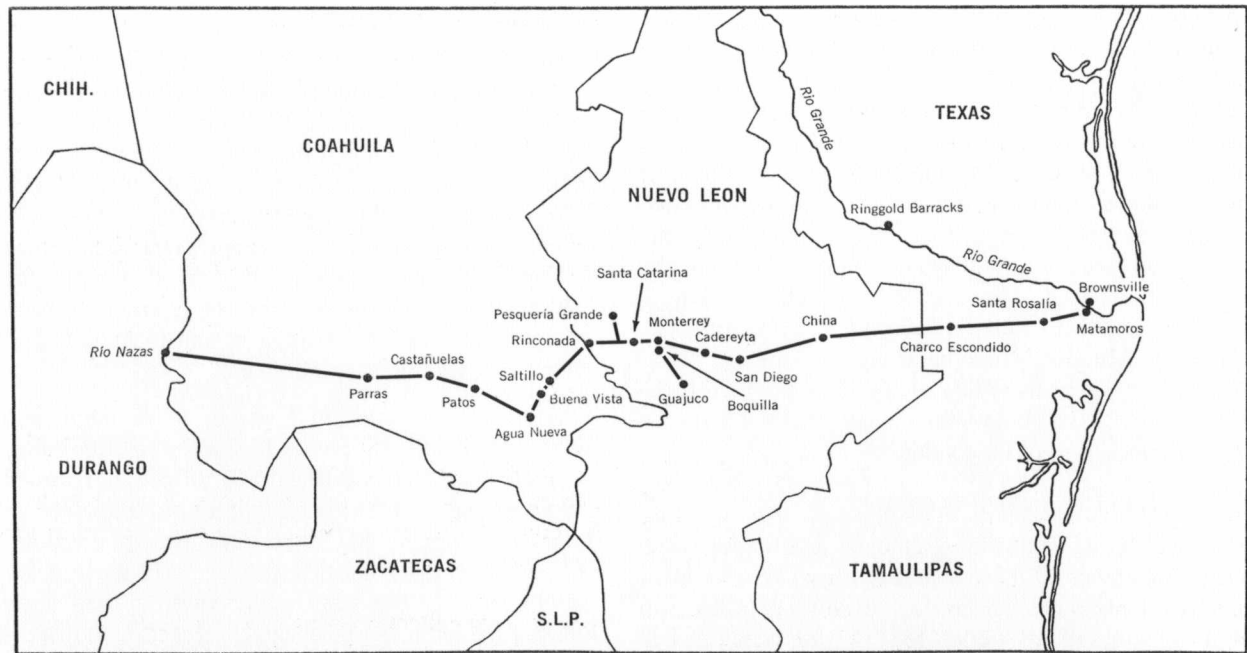 CHIH.
COAHUILA
TEXAS
Rio Grande
NUEVO LEON
Ringgold Barracks
Rio Grande
Santa Catarina
Brownsville
Santa Rosalía
Pesquería Grande
Monterrey
China
Matamoros
Rinconada
Cadereyta
Charco Escondido
Río Nazas
Castañuelas
Saltillo
San Diego
Parras
Patos
Buena Vista
Guajuco
Boquilla
Agua Nueva
DURANGO
ZACATECAS
TAMAULIPAS
S.L.P.